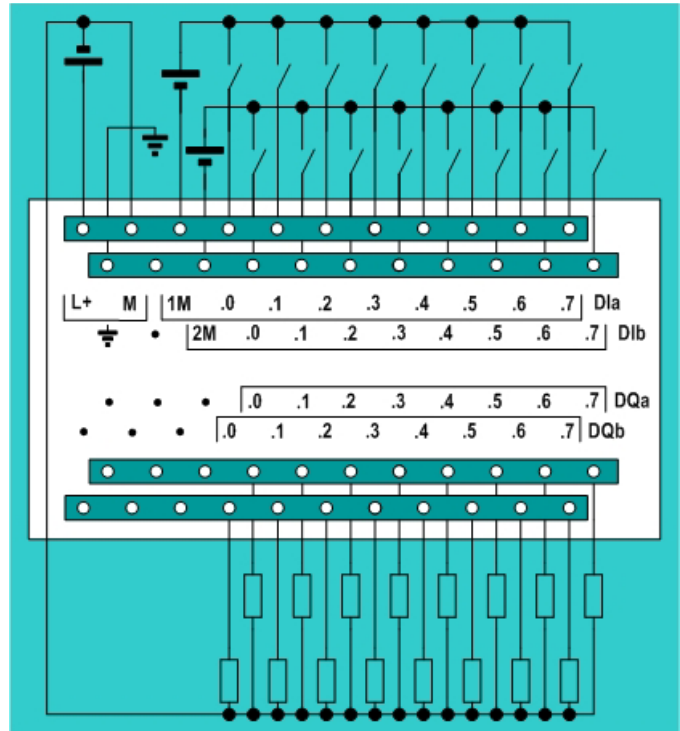 L+ M 1M .0 .1 .2 .3 .4 .5 .6 .7 DIa
2M .0 .1 .2 .3 .4 .5 .6 .7 DIb
.0 .1 .2 .3 .4 .5 .6 .7 DQa
.0 .1 .2 .3 .4 .5 .6 .7 DQb